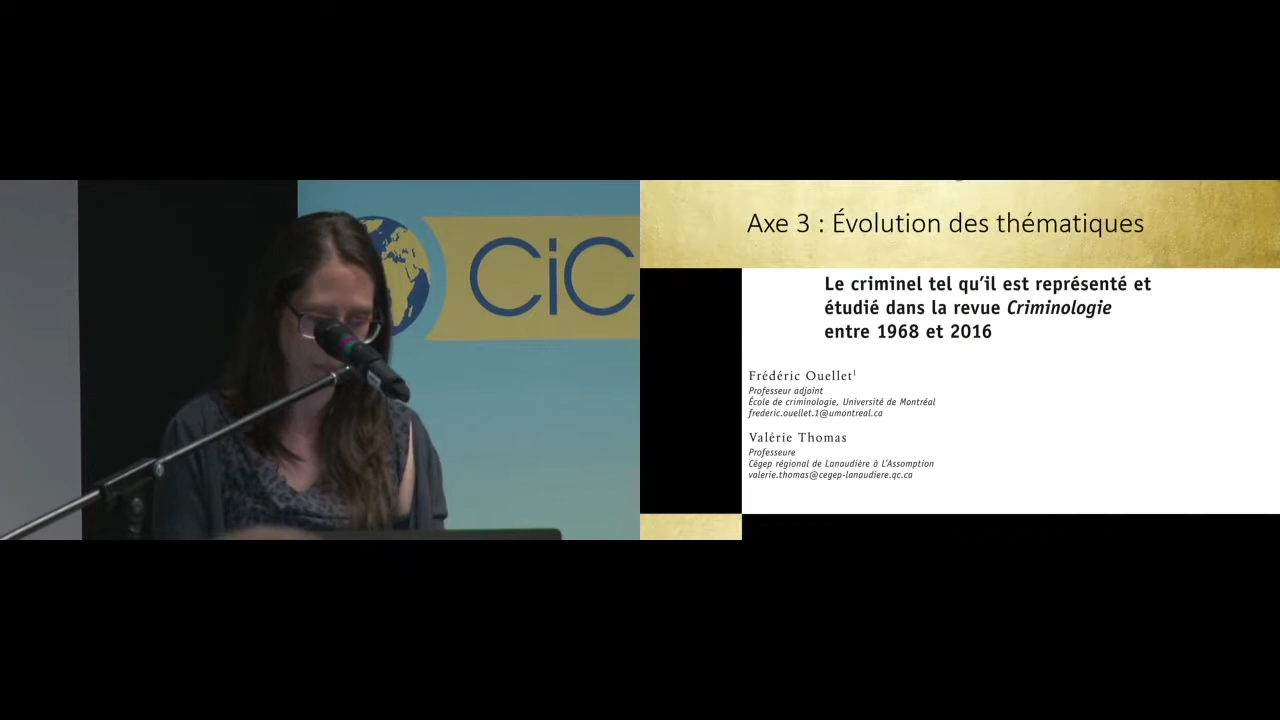 CiC
Axe 3 : Évolution des thématiques
Le criminel tel qu'il est représenté et
étudié dans la revue Criminologie
entre 1968 et 2016
Frédéric Ouellet¹
Professeur adjoint
École de criminologie, Université de Montréal
frederic.ouellet.1@umontreal.ca
Valérie Thomas
Professeure
Cégep régional de Lanaudière à L'Assomption
valerie.thomas@cegep-lanaudiere.qc.ca